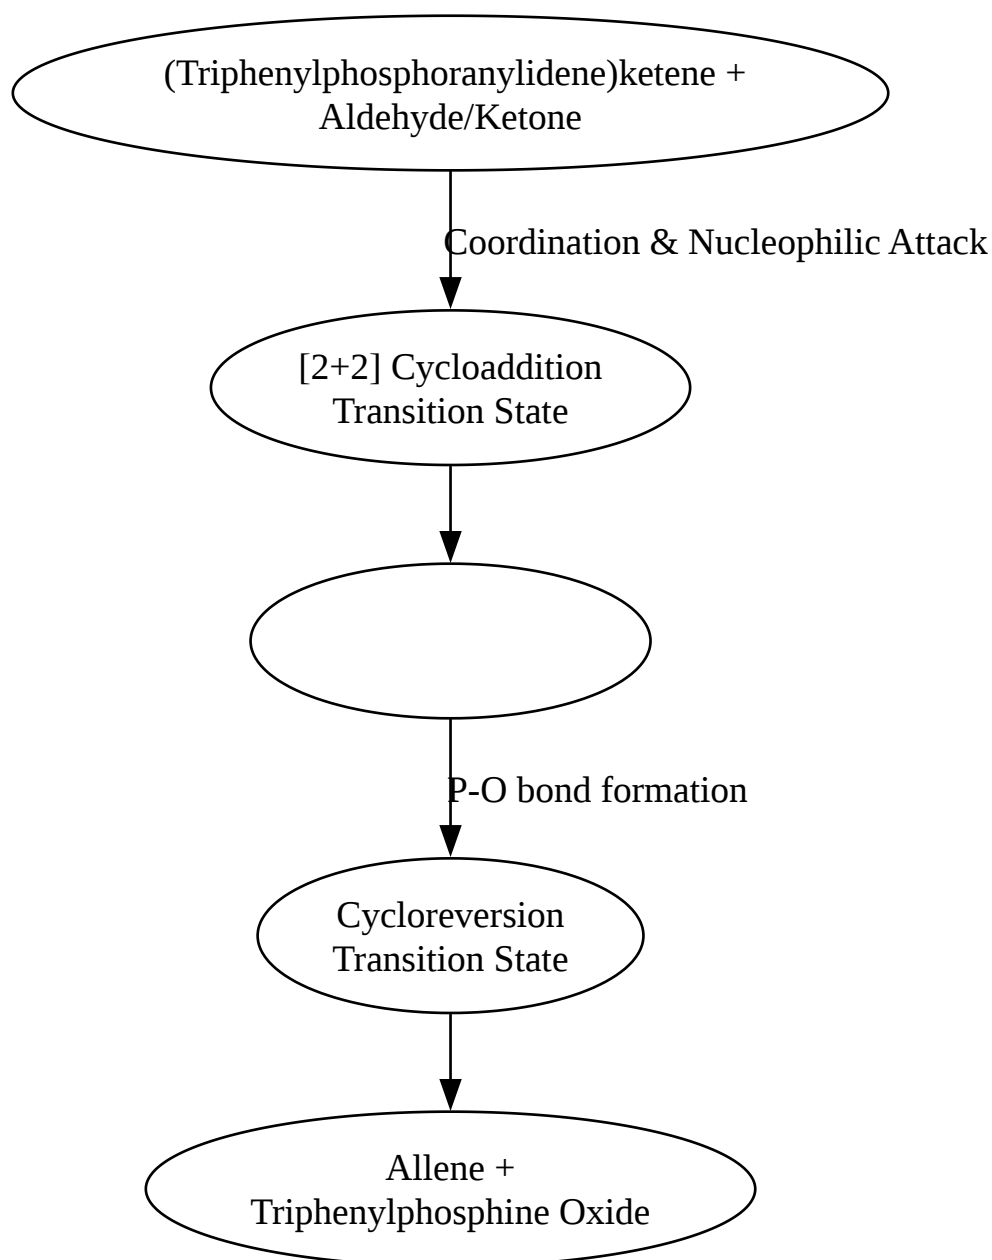 (Triphenylphosphoranylidene)ketene +
Aldehyde/Ketone
Coordination & Nucleophilic Attack
[2+2] Cycloaddition
Transition State
P-O bond formation
Cycloreversion
Transition State
Allene +
Triphenylphosphine Oxide